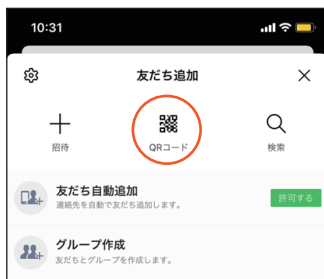 10:31
友だち追加
招待
QRコード
検索
友だち自動追加
連絡先を自動で友だち追加します。
許可する
グループ作成
友だちとグループを作成します。